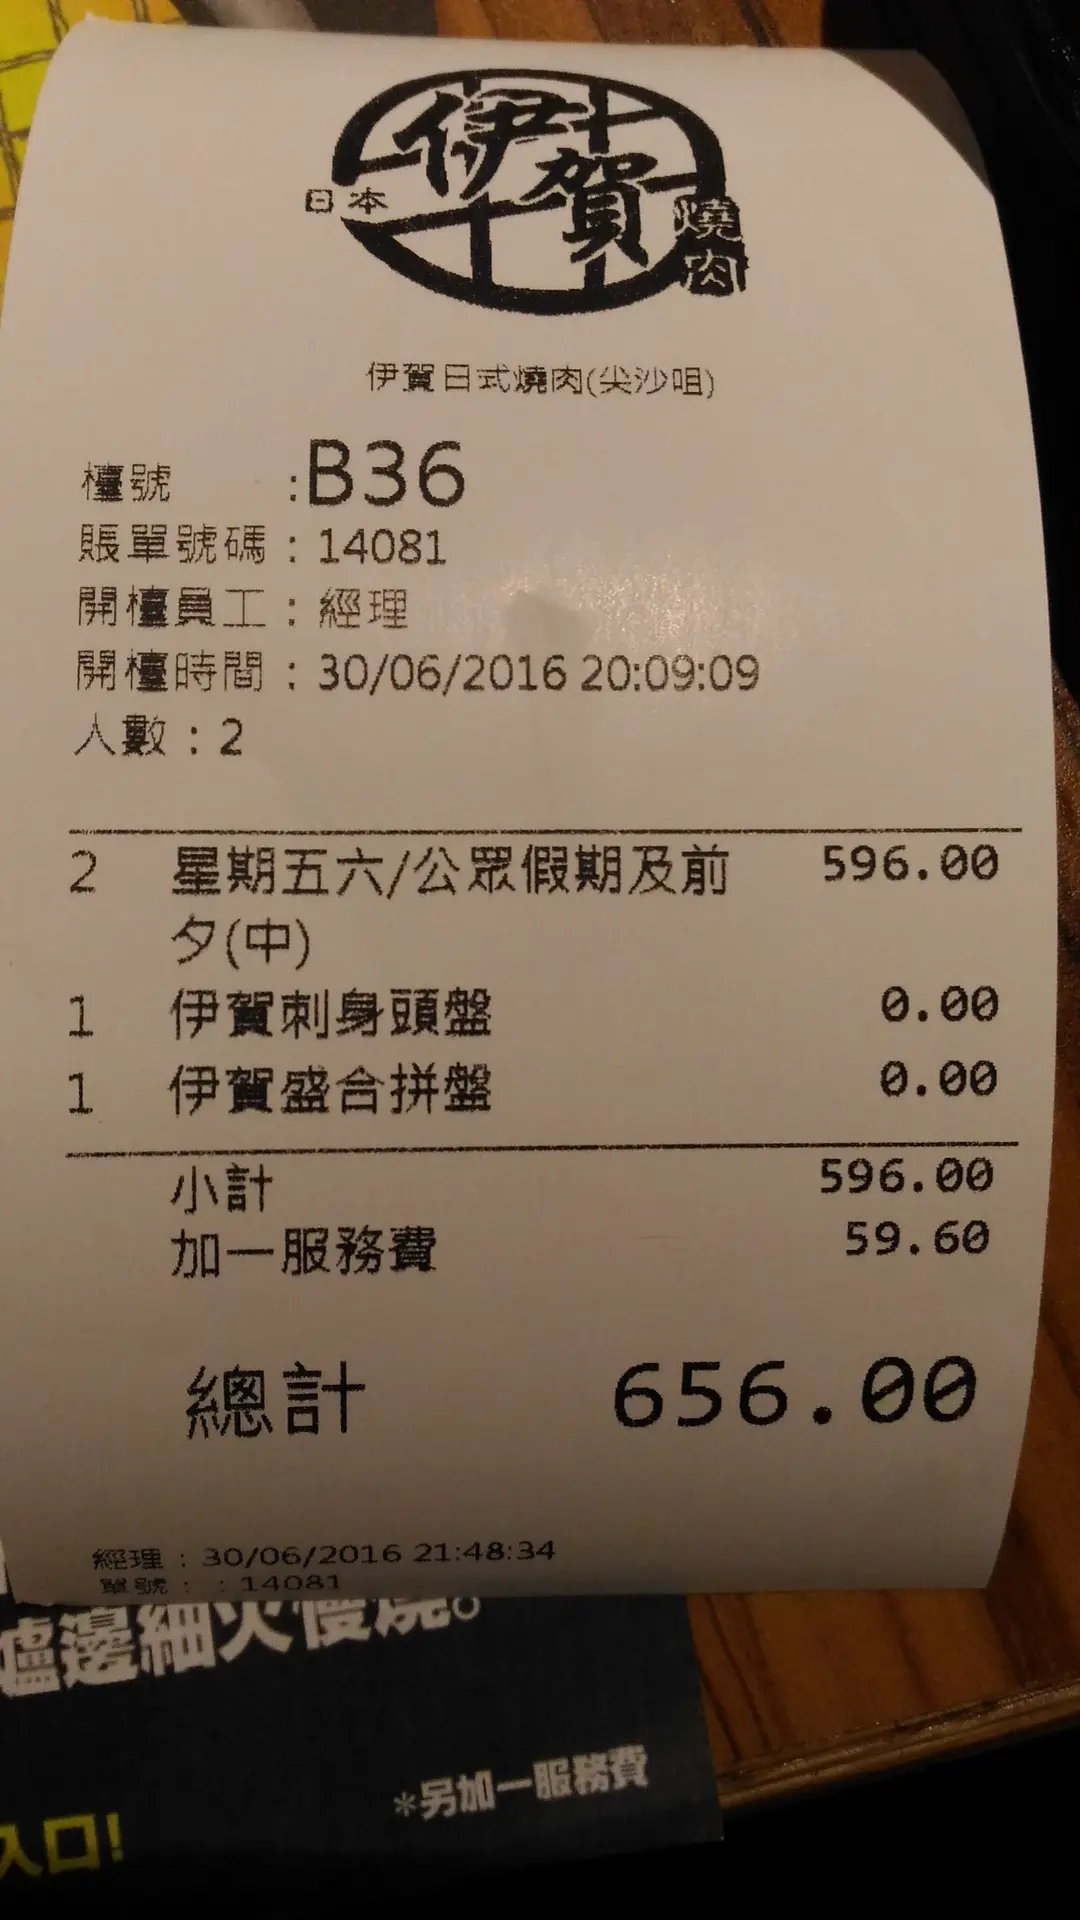 伊賀
日本
燒肉
伊賀日式燒肉(尖沙咀)
檯號 :B36
賬單號碼 : 14081
開檯員工 : 經理
開檯時間 : 30/06/2016 20:09:09
人數 : 2
2 星期五六/公眾假期及前 596.00
夕(中)
1 伊賀刺身頭盤 0.00
1 伊賀盛合拼盤 0.00
小計 596.00
加一服務費 59.60
總計 656.00
經理 : 30/06/2016 21:48:34
單號 : : 14081
爐邊細火慢燒。
*另加一服務費
入口!